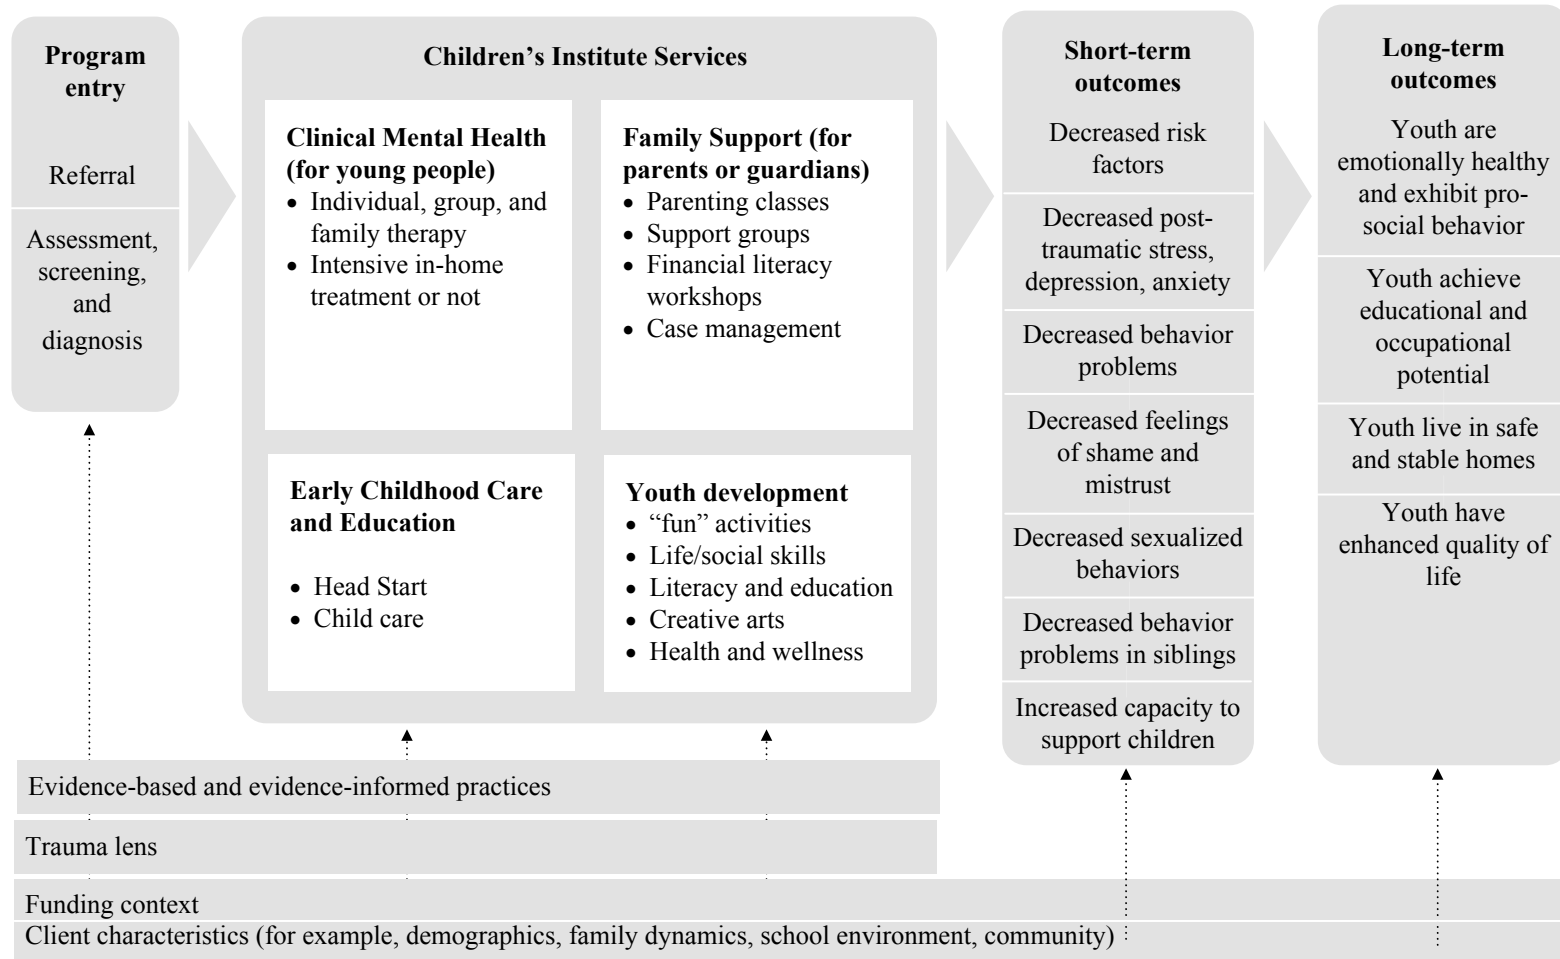 Program
entry
Referral
Assessment,
screening,
and
diagnosis
Children’s Institute Services
Clinical Mental Health
(for young people)
• Individual, group, and
family therapy
• Intensive in-home
treatment or not
Family Support (for
parents or guardians)
• Parenting classes
• Support groups
• Financial literacy
workshops
• Case management
Early Childhood Care
and Education
• Head Start
• Child care
Youth development
• “fun” activities
• Life/social skills
• Literacy and education
• Creative arts
• Health and wellness
Short-term
outcomes
Decreased risk
factors
Decreased post-
traumatic stress,
depression, anxiety
Decreased behavior
problems
Decreased feelings
of shame and
mistrust
Decreased sexualized
behaviors
Decreased behavior
problems in siblings
Increased capacity to
support children
Long-term
outcomes
Youth are
emotionally healthy
and exhibit pro-
social behavior
Youth achieve
educational and
occupational
potential
Youth live in safe
and stable homes
Youth have
enhanced quality of
life
Evidence-based and evidence-informed practices
Trauma lens
Funding context
Client characteristics (for example, demographics, family dynamics, school environment, community)